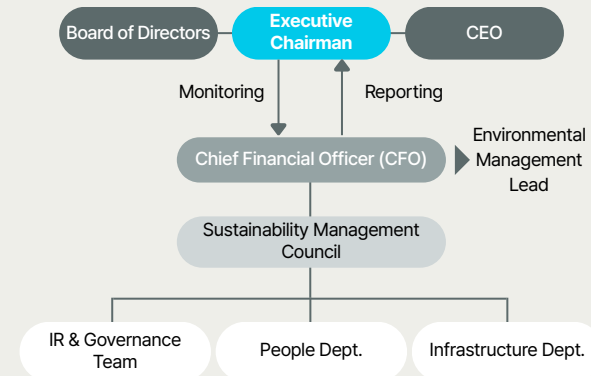 Board of Directors
Executive
Chairman
CEO
Monitoring
Reporting
Chief Financial Officer (CFO)
Environmental
Management
Lead
Sustainability Management
Council
IR & Governance
Team
People Dept.
Infrastructure Dept.